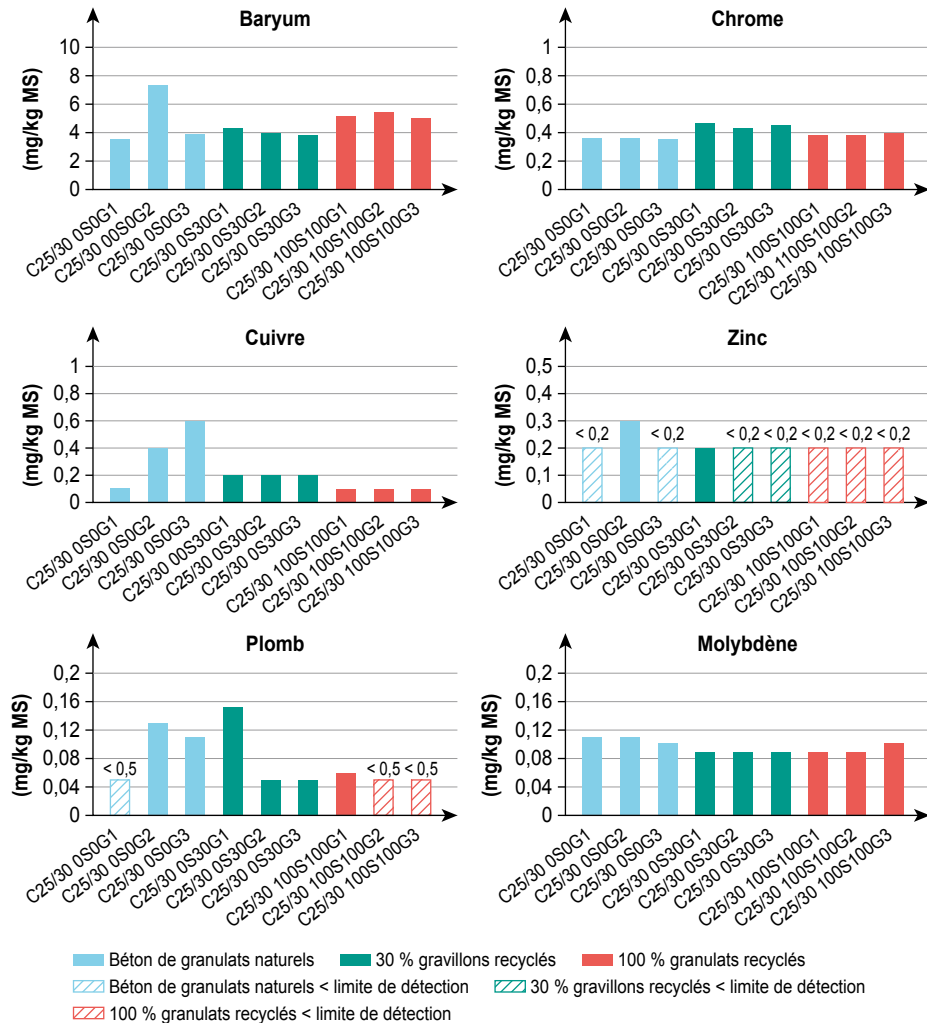 Baryum
(mg/kg MS)
10
8
6
4
2
0
C25/30 0S0G1
C25/30 00S0G2
C25/30 0S0G3
C25/30 0S30G1
C25/30 0S30G2
C25/30 0S30G3
C25/30 100S100G1
C25/30 100S100G2
C25/30 100S100G3
Chrome
(mg/kg MS)
1
0,8
0,6
0,4
0,2
0
C25/30 0S0G1
C25/30 0S0G2
C25/30 0S0G3
C25/30 0S30G1
C25/30 0S30G2
C25/30 0S30G3
C25/30 100S100G1
C25/30 1100S100G2
C25/30 100S100G3
Cuivre
(mg/kg MS)
1
0,8
0,6
0,4
0,2
0
C25/30 0S0G1
C25/30 0S0G2
C25/30 0S0G3
C25/30 00S30G1
C25/30 0S30G2
C25/30 0S30G3
C25/30 100S100G1
C25/30 100S100G2
C25/30 100S100G3
Zinc
(mg/kg MS)
0,5
0,4
0,3
0,2
0,1
0
< 0,2
< 0,2
< 0,2
< 0,2
< 0,2
< 0,2
< 0,2
C25/30 0S0G1
C25/30 0S0G2
C25/30 0S0G3
C25/30 0S30G1
C25/30 0S30G2
C25/30 0S30G3
C25/30 100S100G1
C25/30 100S100G2
C25/30 100S100G3
Plomb
(mg/kg MS)
0,2
0,16
0,12
0,08
0,04
0
< 0,5
< 0,5
< 0,5
C25/30 0S0G1
C25/30 0S0G2
C25/30 0S0G3
C25/30 0S30G1
C25/30 0S30G2
C25/30 0S30G3
C25/30 100S100G1
C25/30 100S100G2
C25/30 100S100G3
Molybdène
(mg/kg MS)
0,2
0,16
0,12
0,08
0,04
0
C25/30 0S0G1
C25/30 0S0G2
C25/30 0S0G3
C25/30 0S30G1
C25/30 0S30G2
C25/30 0S30G3
C25/30 100S100G1
C25/30 100S100G2
C25/30 100S100G3
Béton de granulats naturels
30 % gravillons recyclés
100 % granulats recyclés
Béton de granulats naturels < limite de détection
30 % gravillons recyclés < limite de détection
100 % granulats recyclés < limite de détection